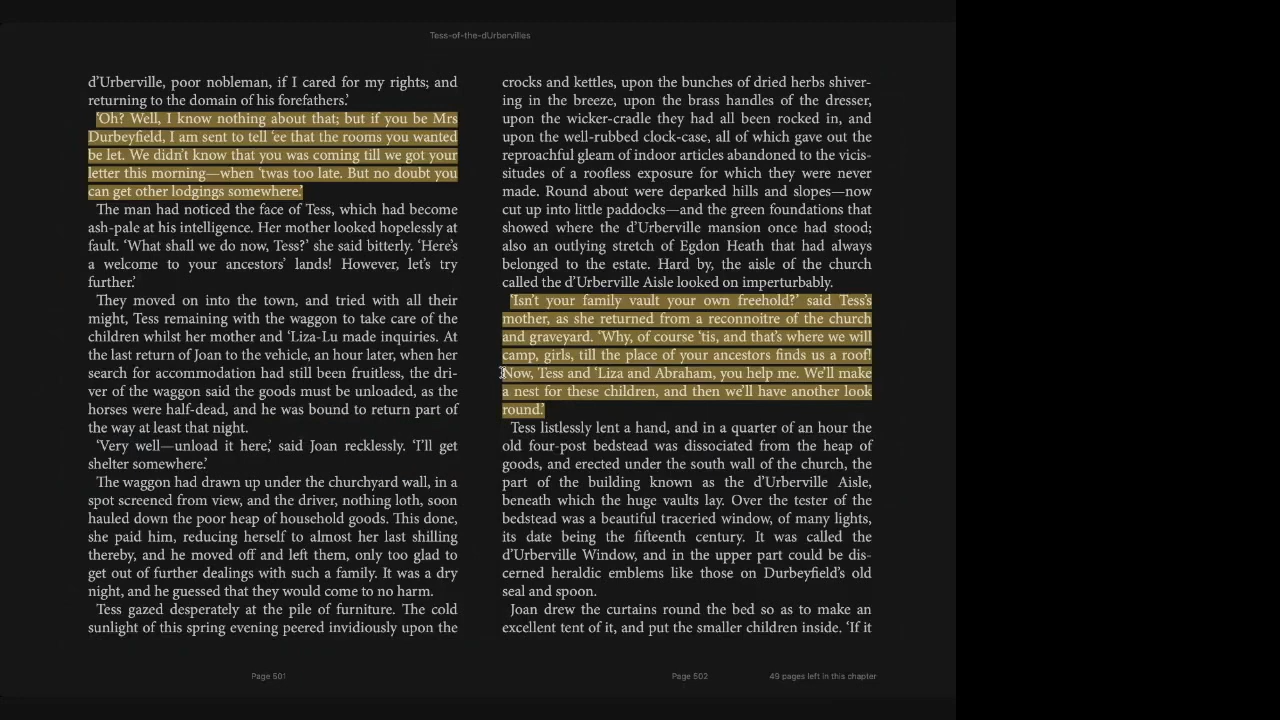 Tess-of-the-dUrbervilles
d’Urberville, poor nobleman, if I cared for my rights; and
returning to the domain of his forefathers.’
‘Oh? Well, I know nothing about that; but if you be Mrs
Durbeyfield, I am sent to tell ‘ee that the rooms you wanted
be let. We didn’t know that you was coming till we got your
letter this morning—when ‘twas too late. But no doubt you
can get other lodgings somewhere.’
The man had noticed the face of Tess, which had become
ash-pale at his intelligence. Her mother looked hopelessly at
fault. ‘What shall we do now, Tess?’ she said bitterly. ‘Here’s
a welcome to your ancestors’ lands! However, let’s try
further.’
They moved on into the town, and tried with all their
might, Tess remaining with the waggon to take care of the
children whilst her mother and ‘Liza-Lu made inquiries. At
the last return of Joan to the vehicle, an hour later, when her
search for accommodation had still been fruitless, the dri-
ver of the waggon said the goods must be unloaded, as the
horses were half-dead, and he was bound to return part of
the way at least that night.
‘Very well—unload it here,’ said Joan recklessly. ‘I’ll get
shelter somewhere.’
The waggon had drawn up under the churchyard wall, in a
spot screened from view, and the driver, nothing loth, soon
hauled down the poor heap of household goods. This done,
she paid him, reducing herself to almost her last shilling
thereby, and he moved off and left them, only too glad to
get out of further dealings with such a family. It was a dry
night, and he guessed that they would come to no harm.
Tess gazed desperately at the pile of furniture. The cold
sunlight of this spring evening peered invidiously upon the
crocks and kettles, upon the bunches of dried herbs shiver-
ing in the breeze, upon the brass handles of the dresser,
upon the wicker-cradle they had all been rocked in, and
upon the well-rubbed clock-case, all of which gave out the
reproachful gleam of indoor articles abandoned to the vicis-
situdes of a roofless exposure for which they were never
made. Round about were deparked hills and slopes—now
cut up into little paddocks—and the green foundations that
showed where the d’Urberville mansion once had stood;
also an outlying stretch of Egdon Heath that had always
belonged to the estate. Hard by, the aisle of the church
called the d’Urberville Aisle looked on imperturbably.
‘Isn’t your family vault your own freehold?’ said Tess’s
mother, as she returned from a reconnoitre of the church
and graveyard. ‘Why, of course ‘tis, and that’s where we will
camp, girls, till the place of your ancestors finds us a roof!
Now, Tess and ‘Liza and Abraham, you help me. We’ll make
a nest for these children, and then we’ll have another look
round.’
Tess listlessly lent a hand, and in a quarter of an hour the
old four-post bedstead was dissociated from the heap of
goods, and erected under the south wall of the church, the
part of the building known as the d’Urberville Aisle,
beneath which the huge vaults lay. Over the tester of the
bedstead was a beautiful traceried window, of many lights,
its date being the fifteenth century. It was called the
d’Urberville Window, and in the upper part could be dis-
cerned heraldic emblems like those on Durbeyfield’s old
seal and spoon.
Joan drew the curtains round the bed so as to make an
excellent tent of it, and put the smaller children inside. ‘If it
Page 501
Page 502
49 pages left in this chapter